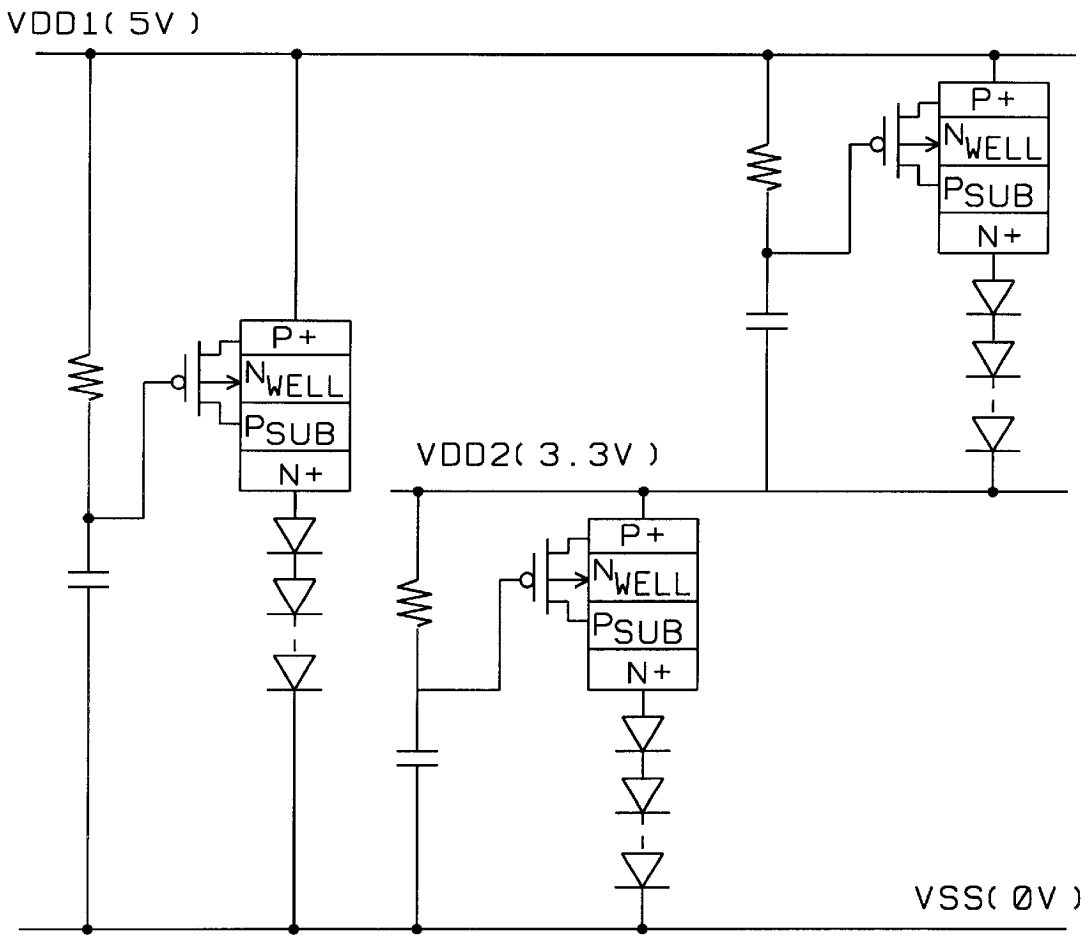 VDD1(5V)
P+
NWELL
PSUB
N+
P+
NWELL
PSUB
N+
VDD2(3.3V)
P+
NWELL
PSUB
N+
VSS(0V)